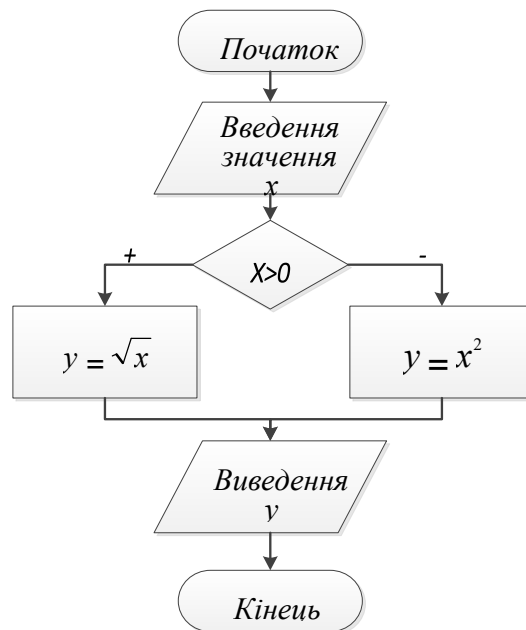 Початок
Введення
значення
x
+
X>0
-
y = √x
y = x²
Виведення
y
Кінець